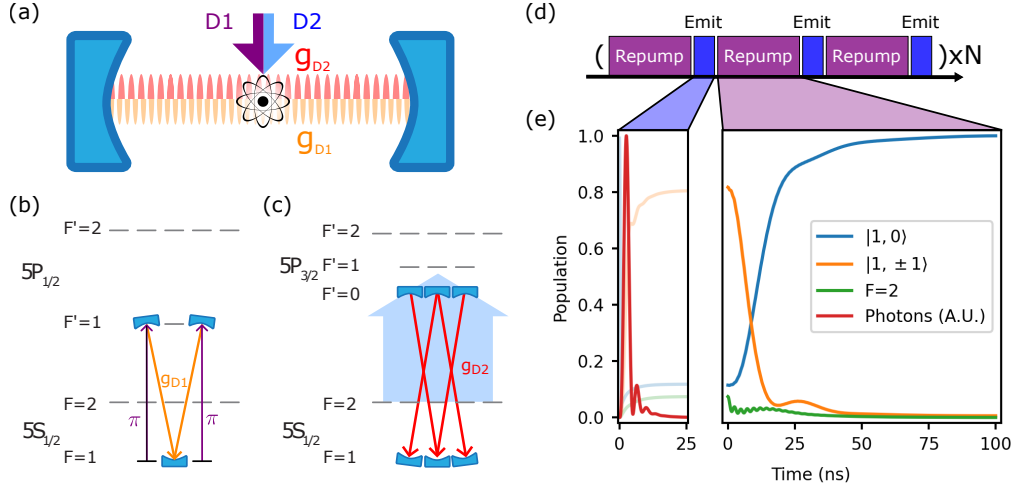 (a)
D1 D2
g_D2
g_D1
(b)
F'=2
5P_1/2
F'=1
g_D1
F=2
π π
5S_1/2
F=1
(c)
F'=2
5P_3/2
F'=1
F'=0
g_D2
F=2
5S_1/2
F=1
(d)
Emit Emit Emit
( Repump Repump Repump )xN
(e)
Population
1.0
0.8
0.6
0.4
0.2
0.0
|1, 0⟩
|1, ±1⟩
F=2
Photons (A.U.)
0 25 0 25 50 75 100
Time (ns)